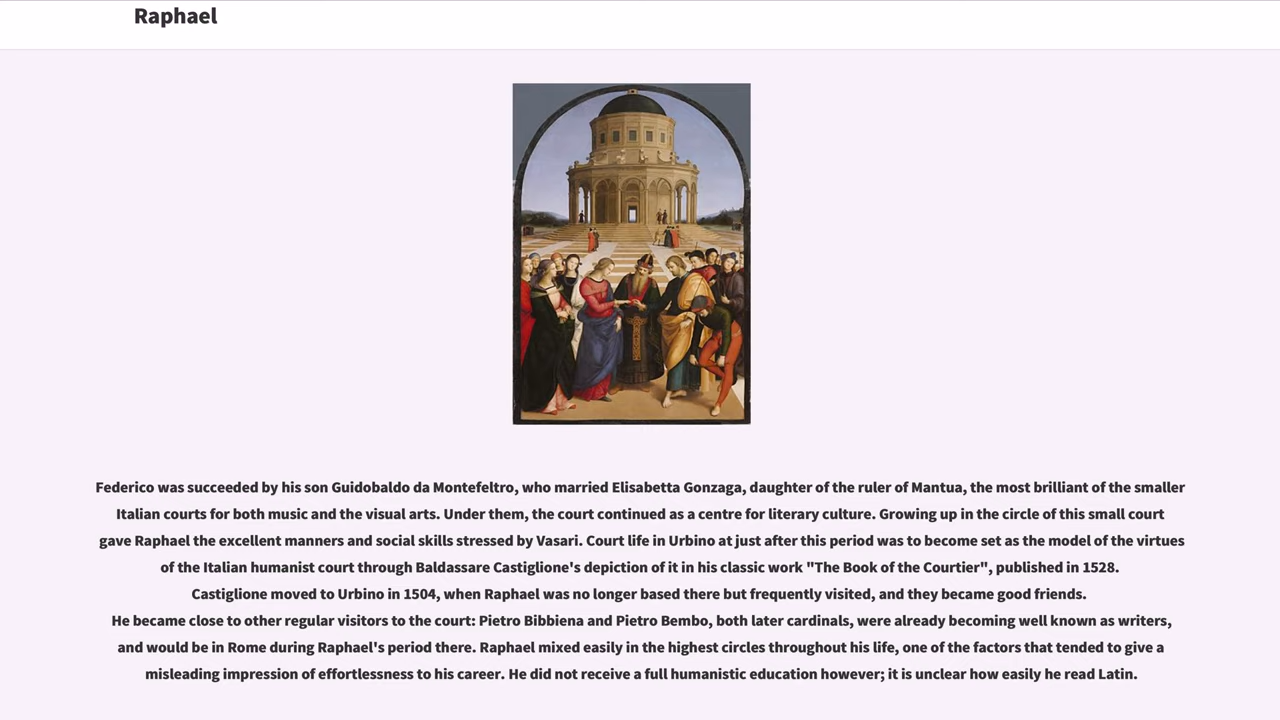 Raphael
Federico was succeeded by his son Guidobaldo da Montefeltro, who married Elisabetta Gonzaga, daughter of the ruler of Mantua, the most brilliant of the smaller
Italian courts for both music and the visual arts. Under them, the court continued as a centre for literary culture. Growing up in the circle of this small court
gave Raphael the excellent manners and social skills stressed by Vasari. Court life in Urbino at just after this period was to become set as the model of the virtues
of the Italian humanist court through Baldassare Castiglione's depiction of it in his classic work "The Book of the Courtier", published in 1528.
Castiglione moved to Urbino in 1504, when Raphael was no longer based there but frequently visited, and they became good friends.
He became close to other regular visitors to the court: Pietro Bibbiena and Pietro Bembo, both later cardinals, were already becoming well known as writers,
and would be in Rome during Raphael's period there. Raphael mixed easily in the highest circles throughout his life, one of the factors that tended to give a
misleading impression of effortlessness to his career. He did not receive a full humanistic education however; it is unclear how easily he read Latin.